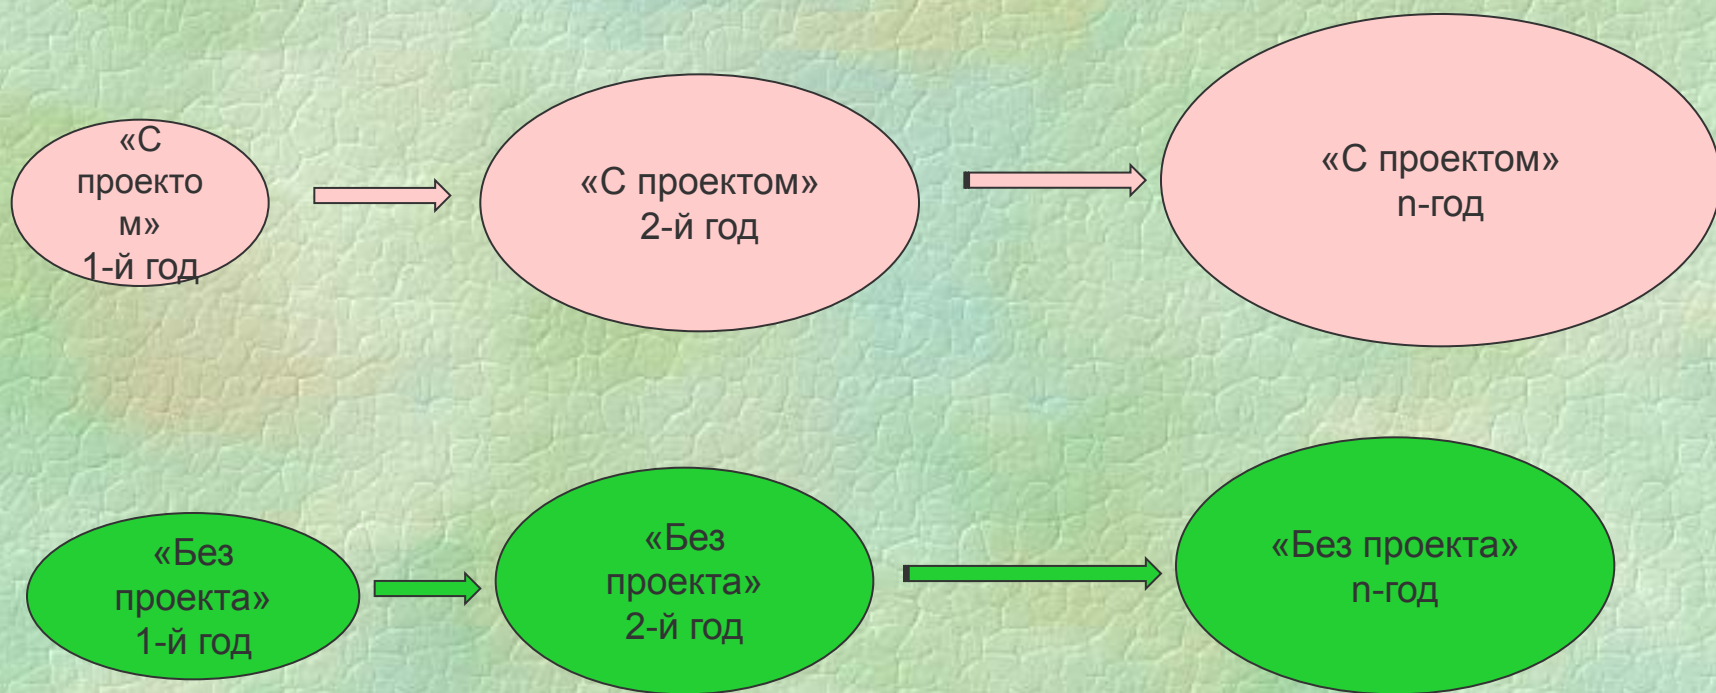 «С
проекто
м»
1-й год
«С проектом»
2-й год
«С проектом»
n-год
«Без
проекта»
1-й год
«Без
проекта»
2-й год
«Без проекта»
n-год